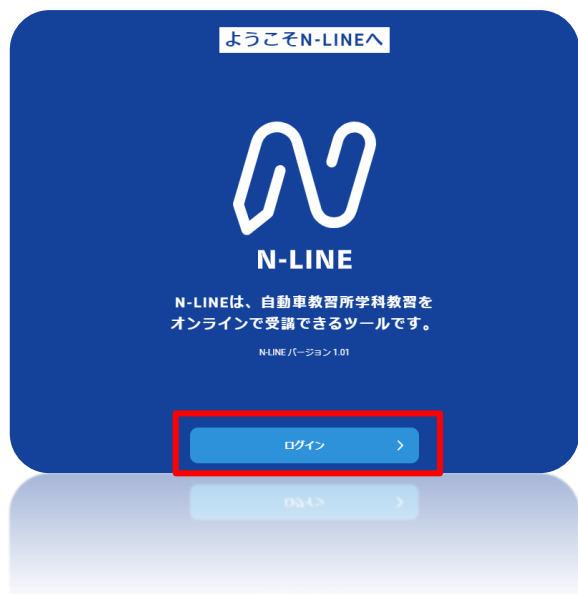 ようこそN-LINEへ
N-LINE
N-LINEは、自動車教習所学科教習を
オンラインで受講できるツールです。
N-LINE バージョン 1.01
ログイン